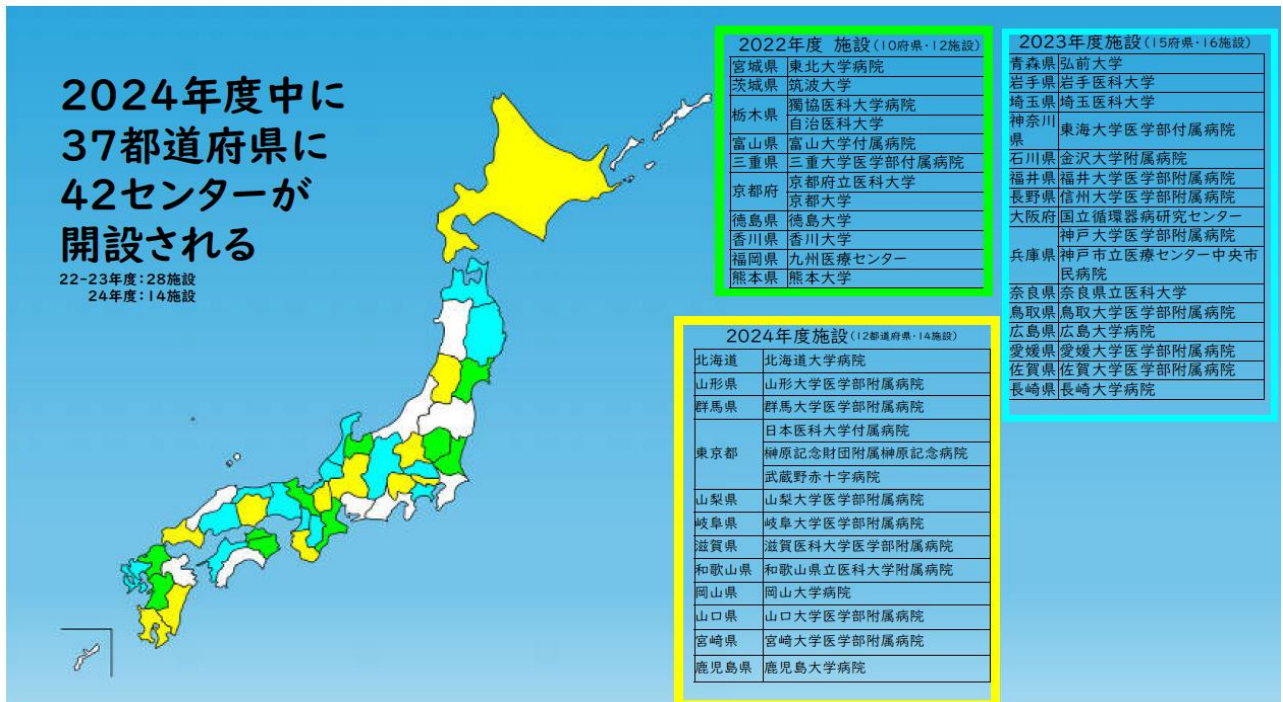 2024年度中に
37都道府県に
42センターが
開設される
22-23年度:28施設
24年度:14施設
2022年度 施設(10府県・12施設)
宮城県 東北大学病院
茨城県 筑波大学
栃木県 獨協医科大学病院
自治医科大学
富山県 富山大学付属病院
三重県 三重大学医学部付属病院
京都府 京都府立医科大学
京都大学
徳島県 徳島大学
香川県 香川大学
福岡県 九州医療センター
熊本県 熊本大学
2023年度施設(15府県・16施設)
青森県 弘前大学
岩手県 岩手医科大学
埼玉県 埼玉医科大学
神奈川
県 東海大学医学部付属病院
石川県 金沢大学附属病院
福井県 福井大学医学部附属病院
長野県 信州大学医学部附属病院
大阪府 国立循環器病研究センター
兵庫県 神戸大学医学部附属病院
神戸市立医療センター中央市
民病院
奈良県 奈良県立医科大学
鳥取県 鳥取大学医学部附属病院
広島県 広島大学病院
愛媛県 愛媛大学医学部附属病院
佐賀県 佐賀大学医学部附属病院
長崎県 長崎大学病院
2024年度施設(12都道府県・14施設)
北海道 北海道大学病院
山形県 山形大学医学部附属病院
群馬県 群馬大学医学部附属病院
東京都 日本医科大学付属病院
榊原記念財団附属榊原記念病院
武蔵野赤十字病院
山梨県 山梨大学医学部附属病院
岐阜県 岐阜大学医学部附属病院
滋賀県 滋賀医科大学医学部附属病院
和歌山県 和歌山県立医科大学附属病院
岡山県 岡山大学病院
山口県 山口大学医学部附属病院
宮崎県 宮崎大学医学部附属病院
鹿児島県 鹿児島大学病院